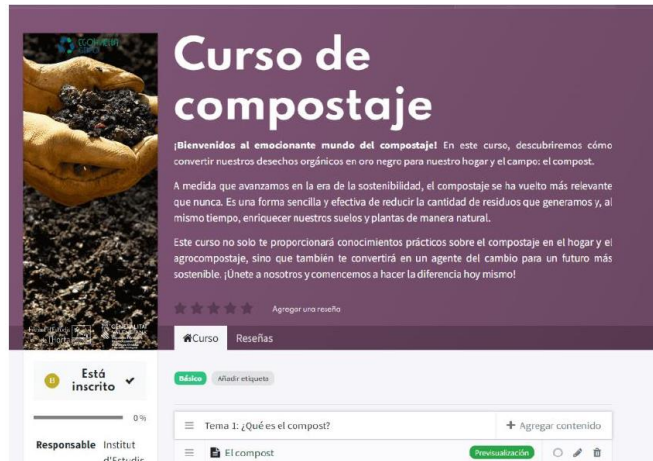 Curso de
compostaje
¡Bienvenidos al emocionante mundo del compostaje! En este curso, descubriremos cómo
convertir nuestros desechos orgánicos en oro negro para nuestro hogar y el campo: el compost.
A medida que avanzamos en la era de la sostenibilidad, el compostaje se ha vuelto más relevante
que nunca. Es una forma sencilla y efectiva de reducir la cantidad de residuos que generamos y, al
mismo tiempo, enriquecer nuestros suelos y plantas de manera natural.
Este curso no solo te proporcionará conocimientos prácticos sobre el compostaje en el hogar y el
agrocompostaje, sino que también te convertirá en un agente del cambio para un futuro más
sostenible. ¡Únete a nosotros y comencemos a hacer la diferencia hoy mismo!
Agregar una reseña
Curso Reseñas
Está
inscrito
0 %
Responsable Institut
d'Estudis
Básico Añadir etiqueta
Tema 1: ¿Qué es el compost? + Agregar contenido
El compost Previsualización